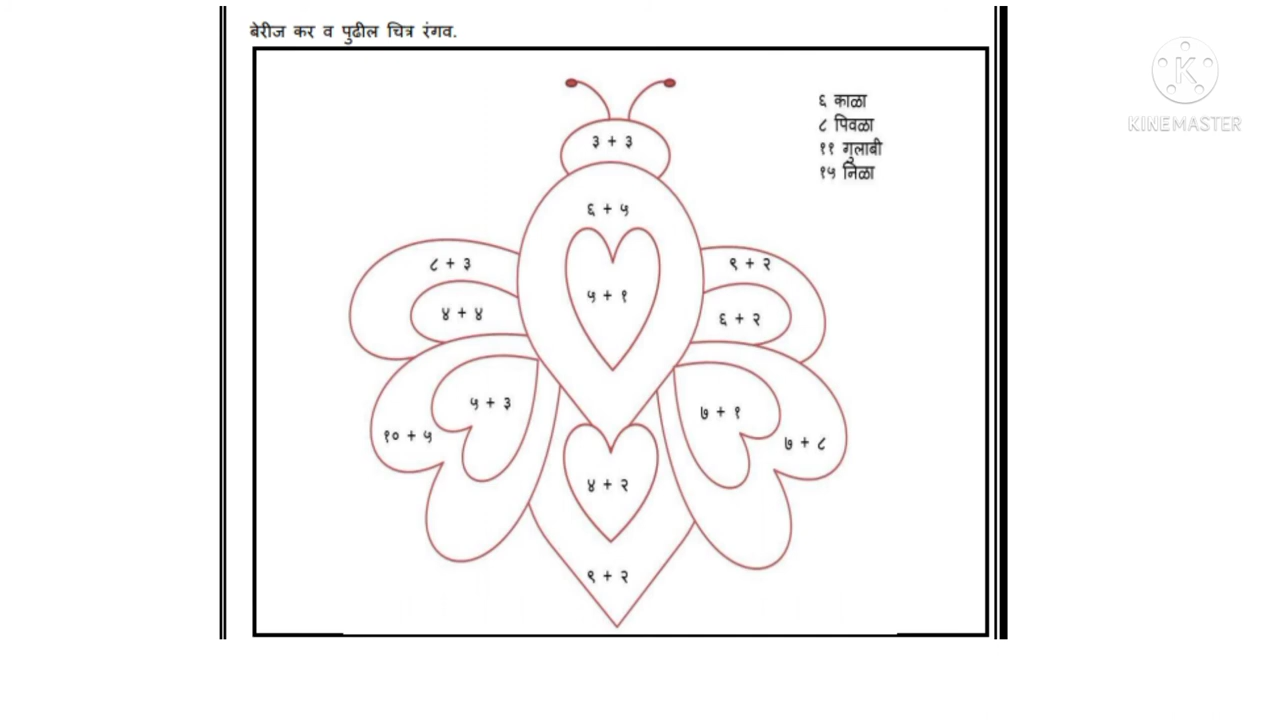 बेरीज कर व पुढील चित्र रंगव.
६ काळा
८ पिवळा
११ गुलाबी
१५ निळा
K
KINEMASTER
३ + ३
६ + ५
८ + ३
९ + २
५ + १
४ + ४
६ + २
५ + ३
७ + १
१० + ५
७ + ८
४ + २
९ + २